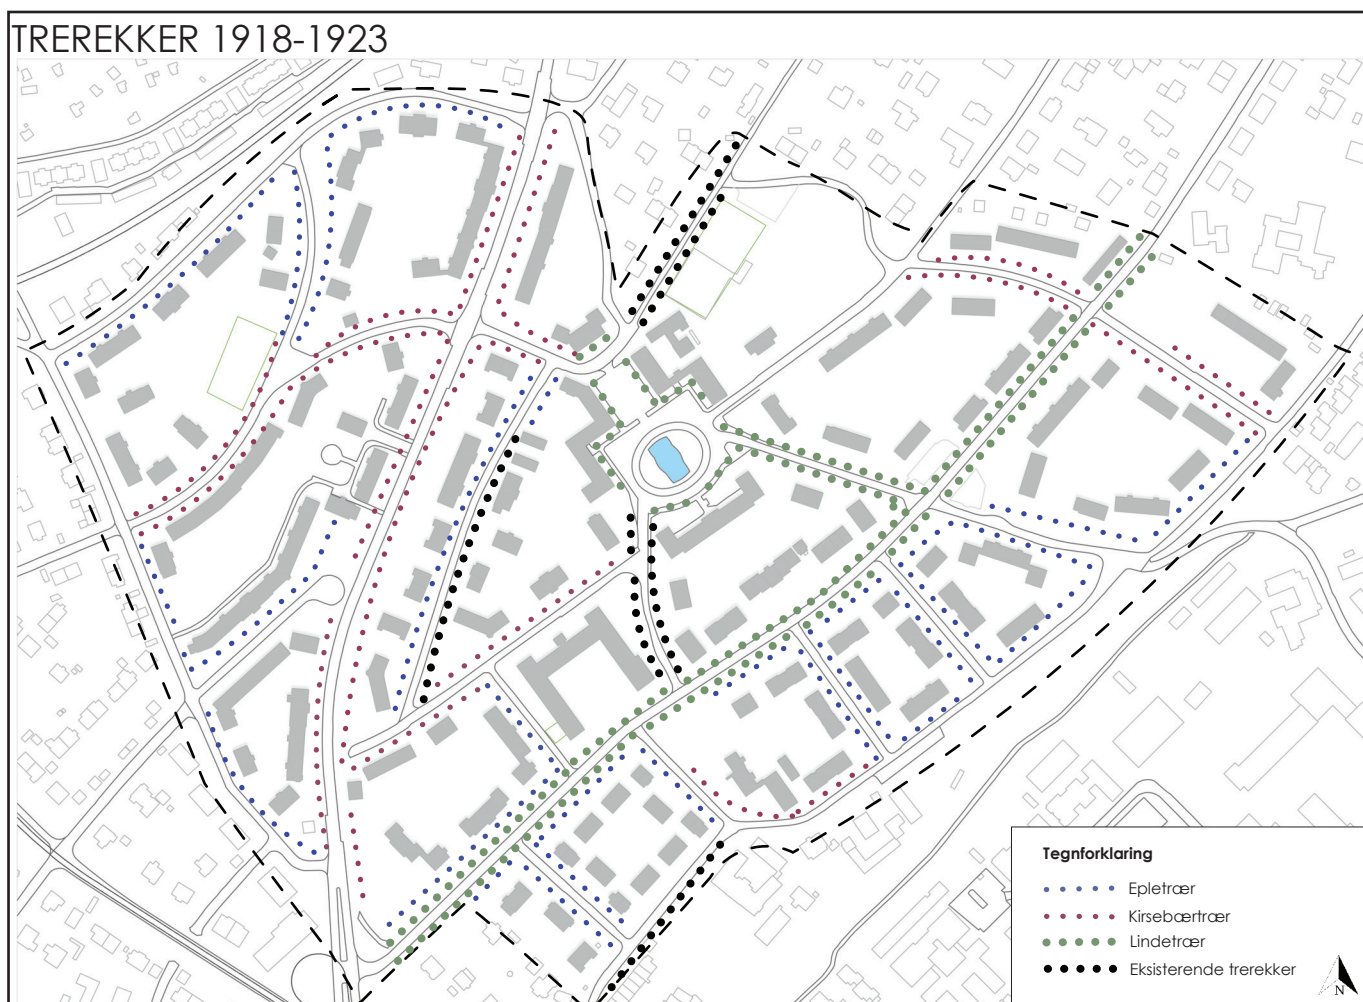 TREREKKER 1918-1923
Tegnforklaring
Epletrær
Kirsebærtrær
Lindetrær
Eksisterende trerekker
N